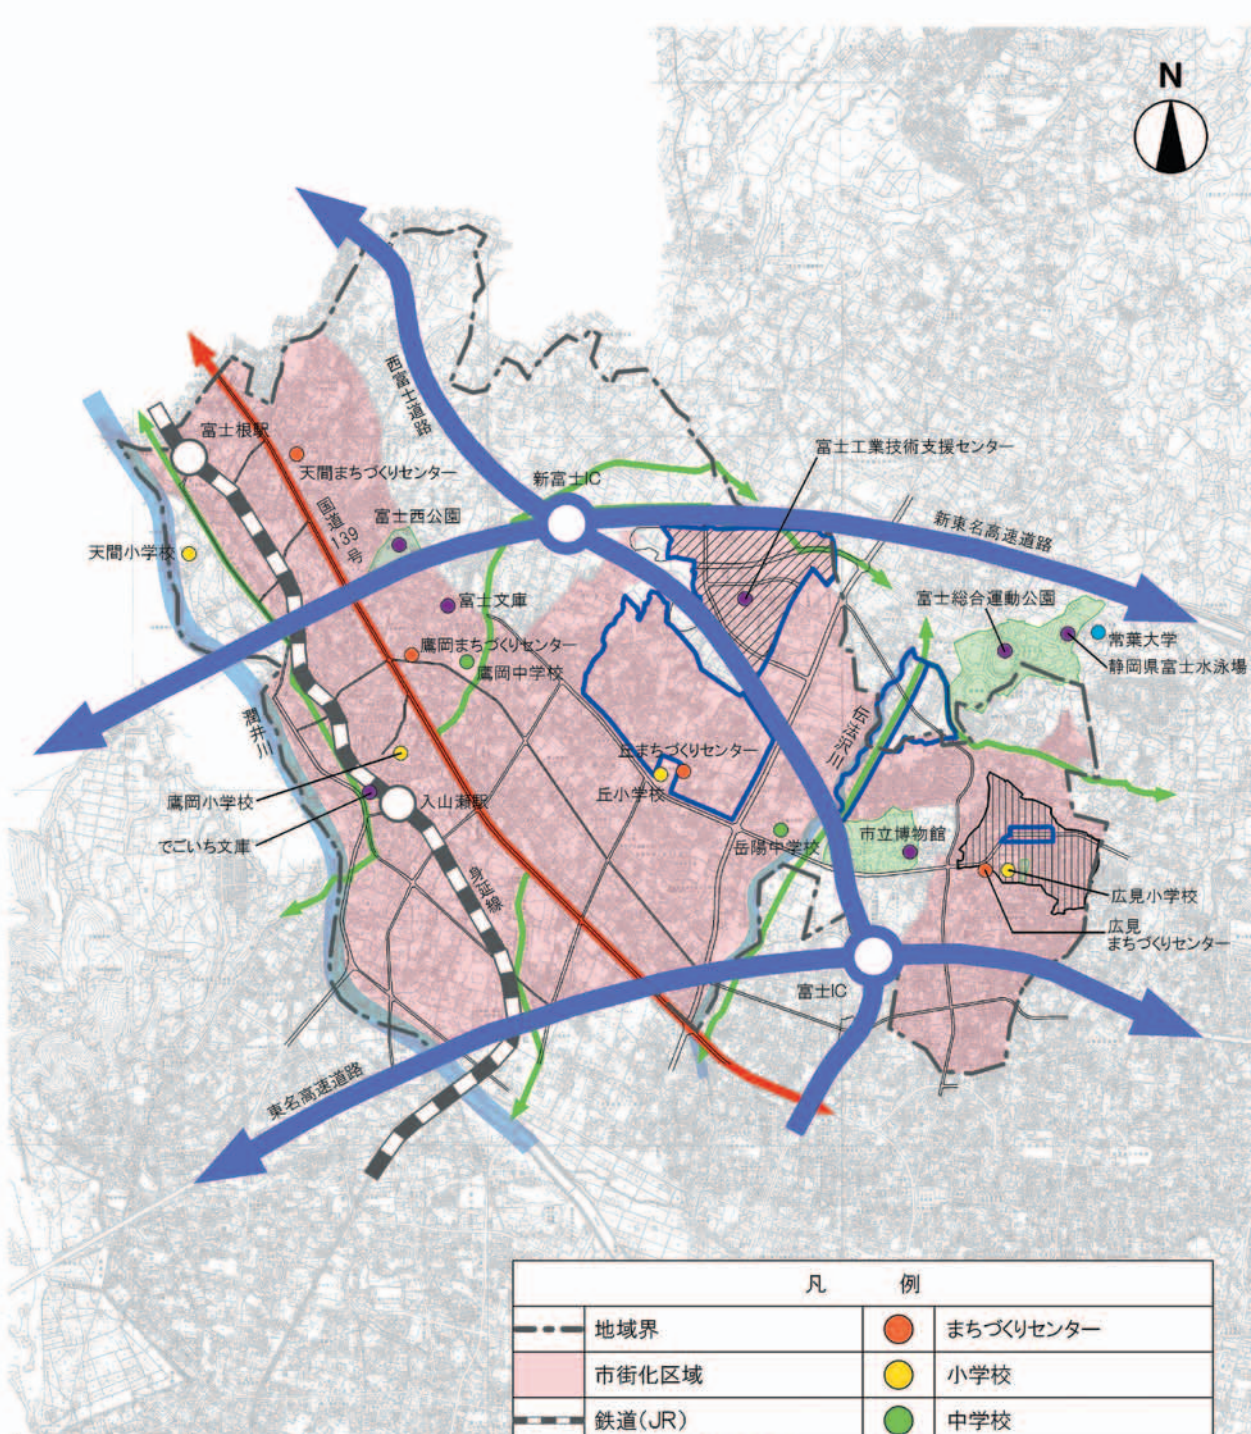 N
西富士道路
富士根駅
天間まちづくりセンター
富士工業技術支援センター
新富士IC
国道139号
富士西公園
新東名高速道路
天間小学校
富士文庫
富士総合運動公園
常葉大学
静岡県富士水泳場
鷹岡まちづくりセンター
鷹岡中学校
潤井川
伝法沢川
丘まちづくりセンター
丘小学校
鷹岡小学校
入山瀬駅
でごいち文庫
岳陽中学校
市立博物館
身延線
広見小学校
広見
まちづくりセンター
富士IC
東名高速道路
凡 例
地域界
まちづくりセンター
市街化区域
小学校
鉄道(JR)
中学校